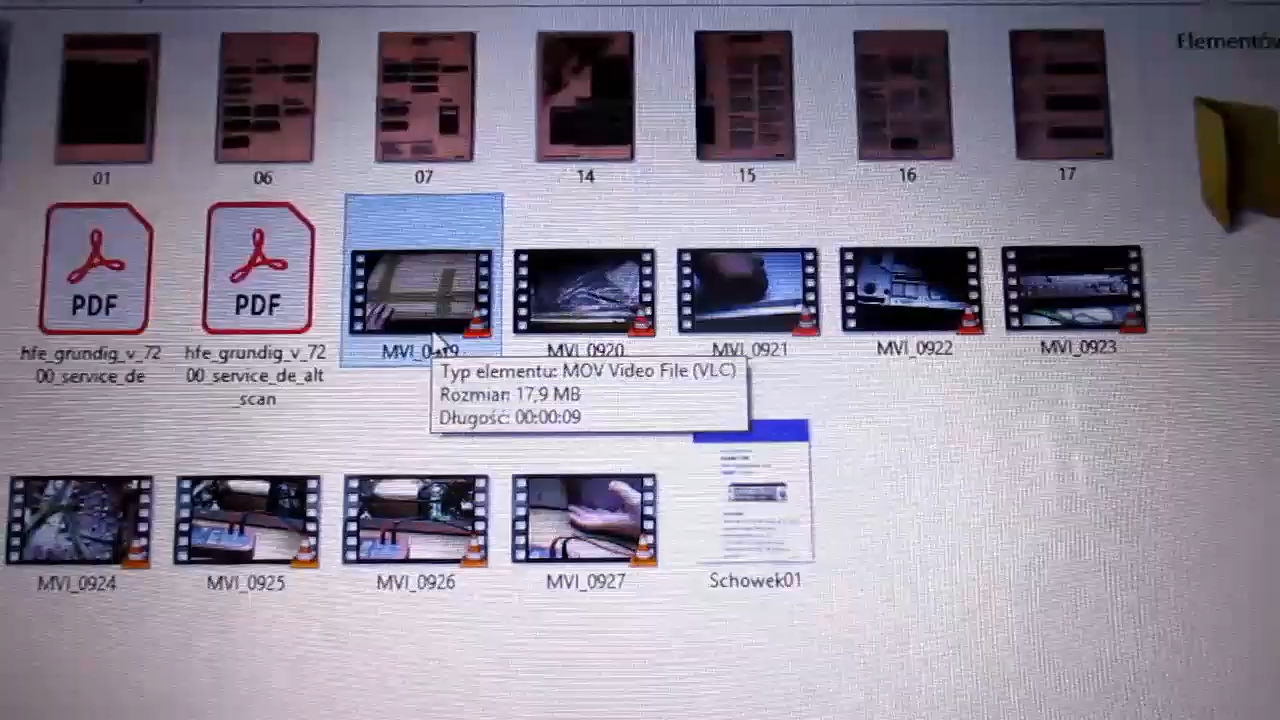 Elementów
01
06
07
14
15
16
17
PDF
PDF
hfe_grundig_v_72
00_service_de
hfe_grundig_v_72
00_service_de_alt
_scan
MVI_0919
MVI_0920
MVI_0921
MVI_0922
MVI_0923
Typ elementu: MOV Video File (VLC)
Rozmiar: 17,9 MB
Długość: 00:00:09
MVI_0924
MVI_0925
MVI_0926
MVI_0927
Schowek01